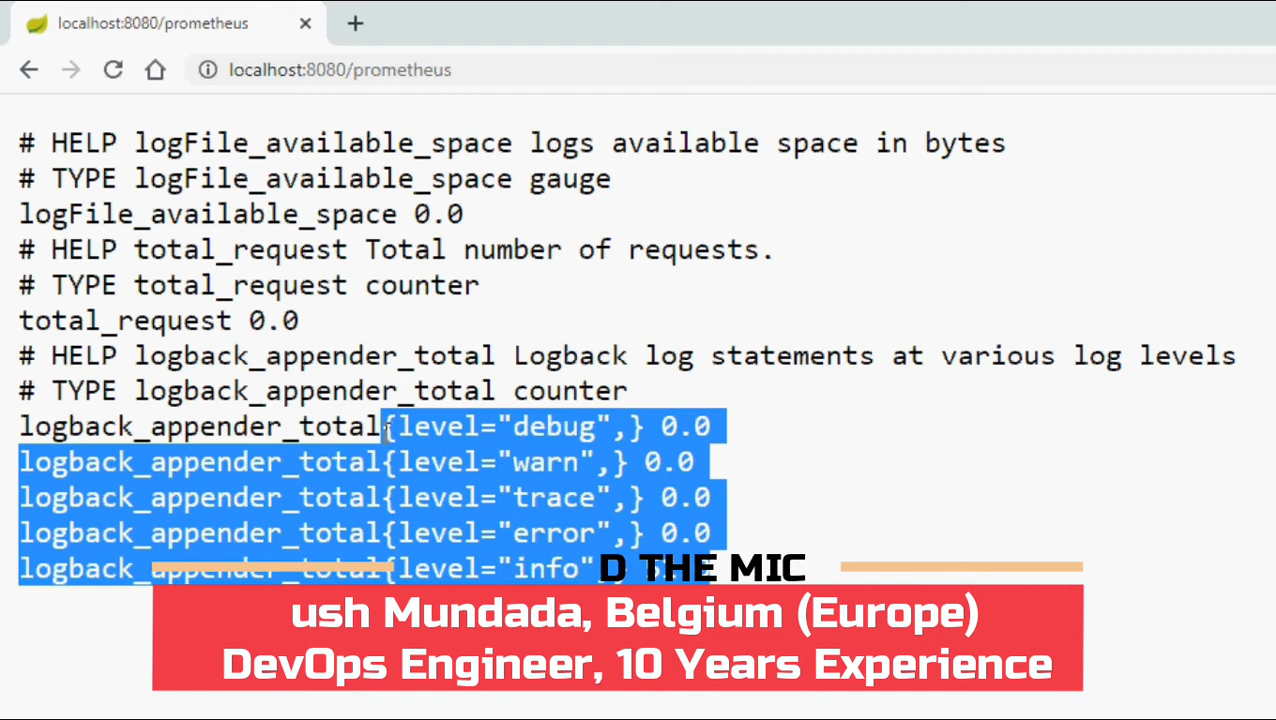 localhost:8080/prometheus
localhost:8080/prometheus
# HELP logFile_available_space logs available space in bytes
# TYPE logFile_available_space gauge
logFile_available_space 0.0
# HELP total_request Total number of requests.
# TYPE total_request counter
total_request 0.0
# HELP logback_appender_total Logback log statements at various log levels
# TYPE logback_appender_total counter
logback_appender_total{level="debug",} 0.0
logback_appender_total{level="warn",} 0.0
logback_appender_total{level="trace",} 0.0
logback_appender_total{level="error",} 0.0
logback_appender_total{level="info"
D THE MIC
ush Mundada, Belgium (Europe)
DevOps Engineer, 10 Years Experience